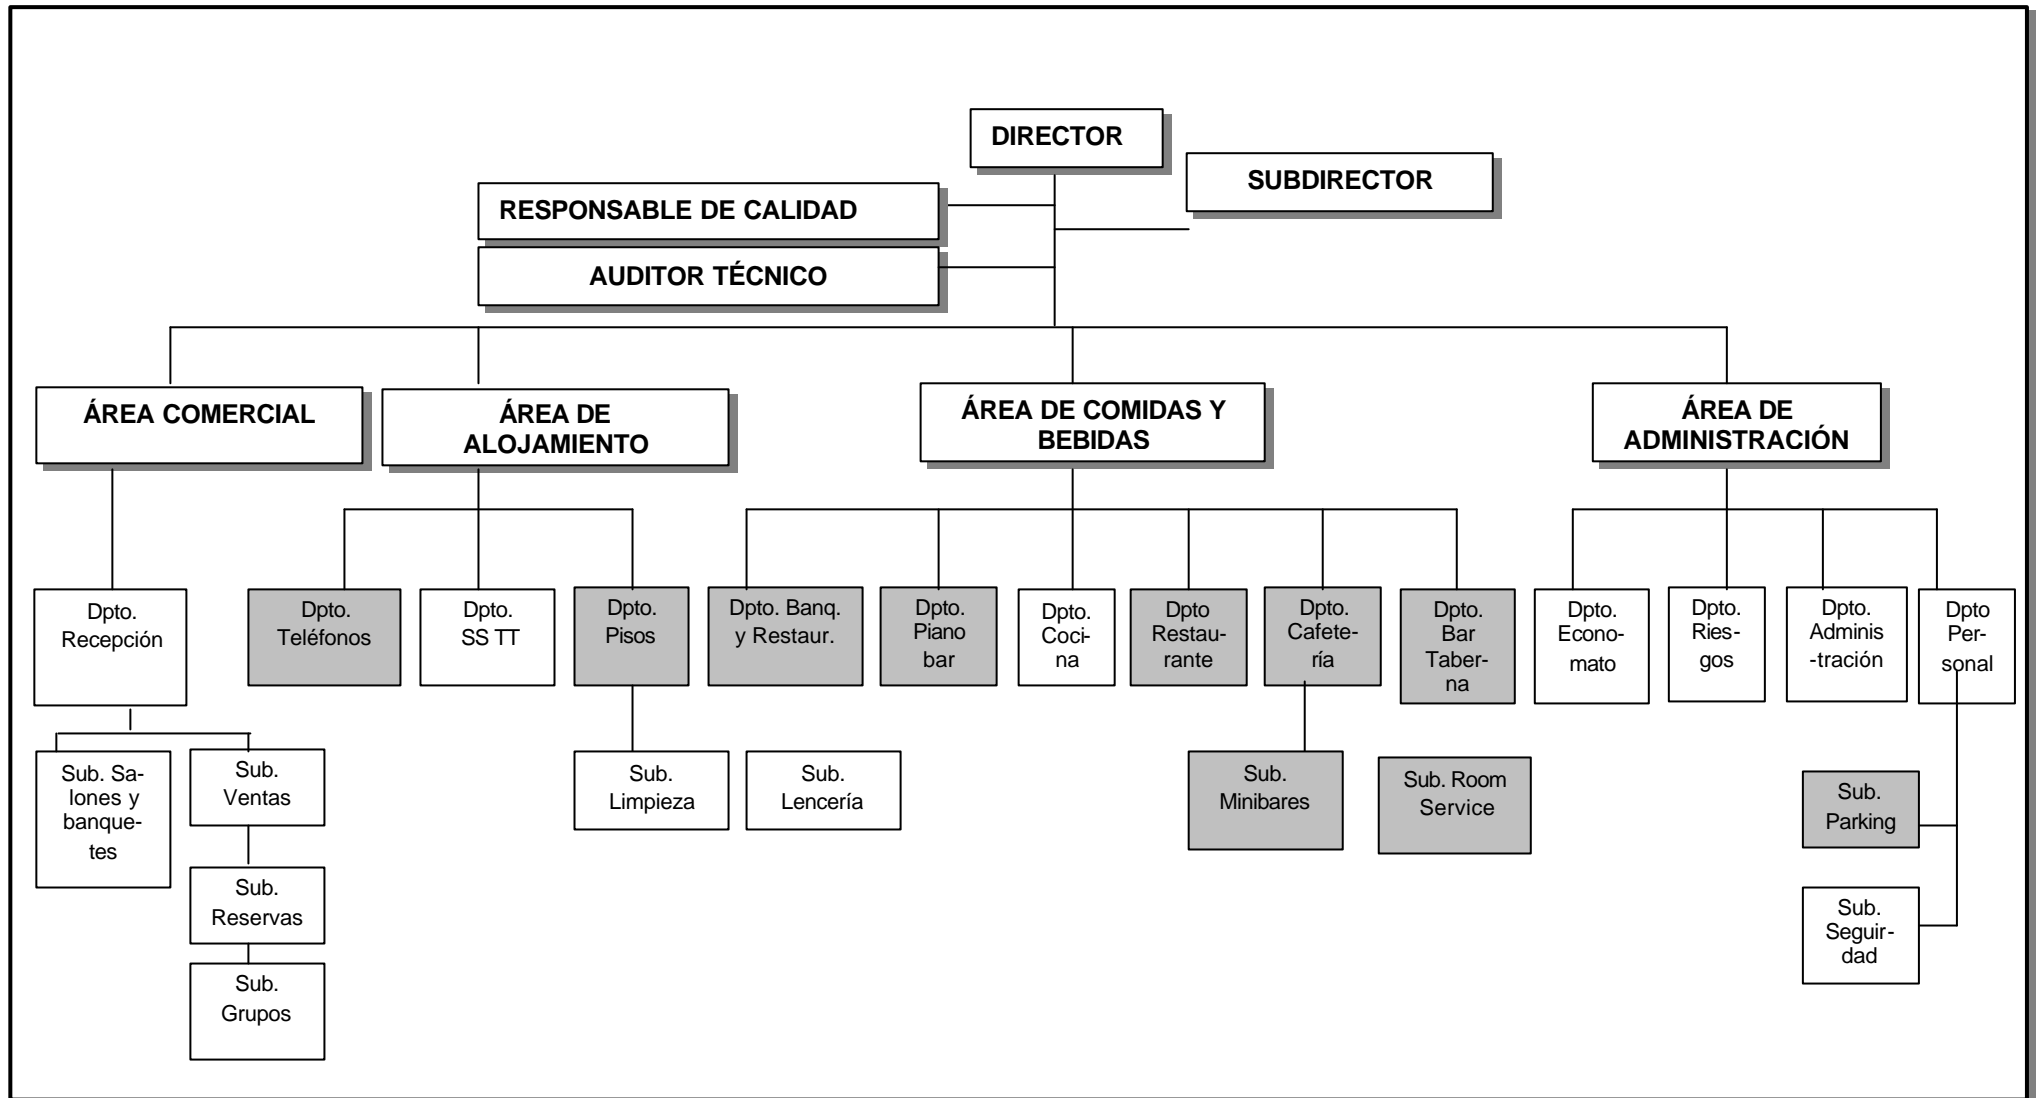 DIRECTOR
SUBDIRECTOR
RESPONSABLE DE CALIDAD
AUDITOR TÉCNICO
ÁREA COMERCIAL
ÁREA DE
ALOJAMIENTO
ÁREA DE COMIDAS Y
BEBIDAS
ÁREA DE
ADMINISTRACIÓN
Dpto.
Recepción
Dpto.
Teléfonos
Dpto.
SS TT
Dpto.
Pisos
Dpto. Banq.
y Restaur.
Dpto.
Piano
bar
Dpto.
Coci-
na
Dpto
Restau-
rante
Dpto.
Cafete-
ría
Dpto.
Bar
Taber-
na
Dpto.
Econo-
mato
Dpto.
Ries-
gos
Dpto.
Adminis
-tración
Dpto
Per-
sonal
Sub. Sa-
lones y
banque-
tes
Sub.
Ventas
Sub.
Limpieza
Sub.
Lencería
Sub.
Minibares
Sub. Room
Service
Sub.
Parking
Sub.
Reservas
Sub.
Seguir-
dad
Sub.
Grupos